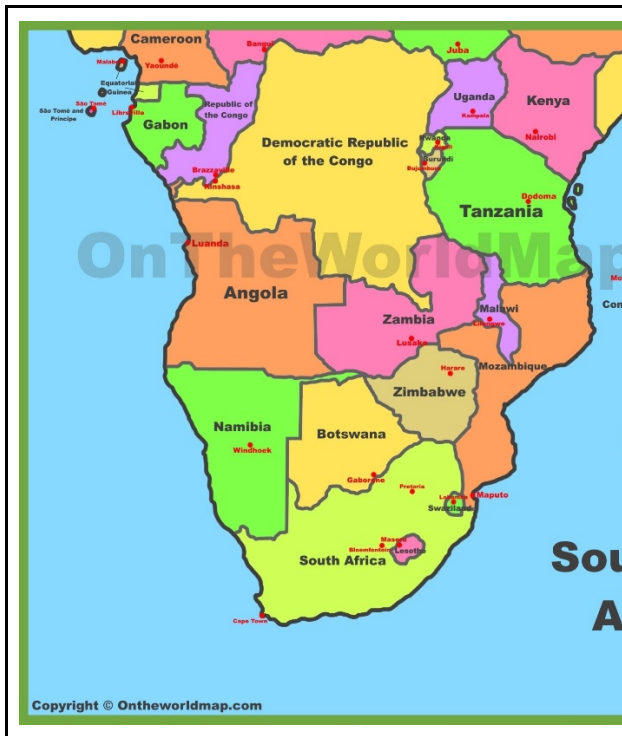 Cameroon
Bangui
Juba
Malabo
Yaoundé
Equatorial
Guinea
Republic of
the Congo
Uganda
Kenya
São Tomé
São Tomé and
Príncipe
Libreville
Gabon
Kampala
Nairobi
Democratic Republic
of the Congo
Rwanda
Burundi
Bujumbura
Brazzaville
Kinshasa
Dodoma
Tanzania
Luanda
OnTheWorldMap
Mo
Angola
Com
Malawi
Lilongwe
Zambia
Lusaka
Mozambique
Harare
Zimbabwe
Namibia
Botswana
Windhoek
Gaborone
Pretoria
Maputo
Swaziland
Maseru
Bloemfontein
Lesotho
South Africa
Sou
A
Cape Town
Copyright © Ontheworldmap.com